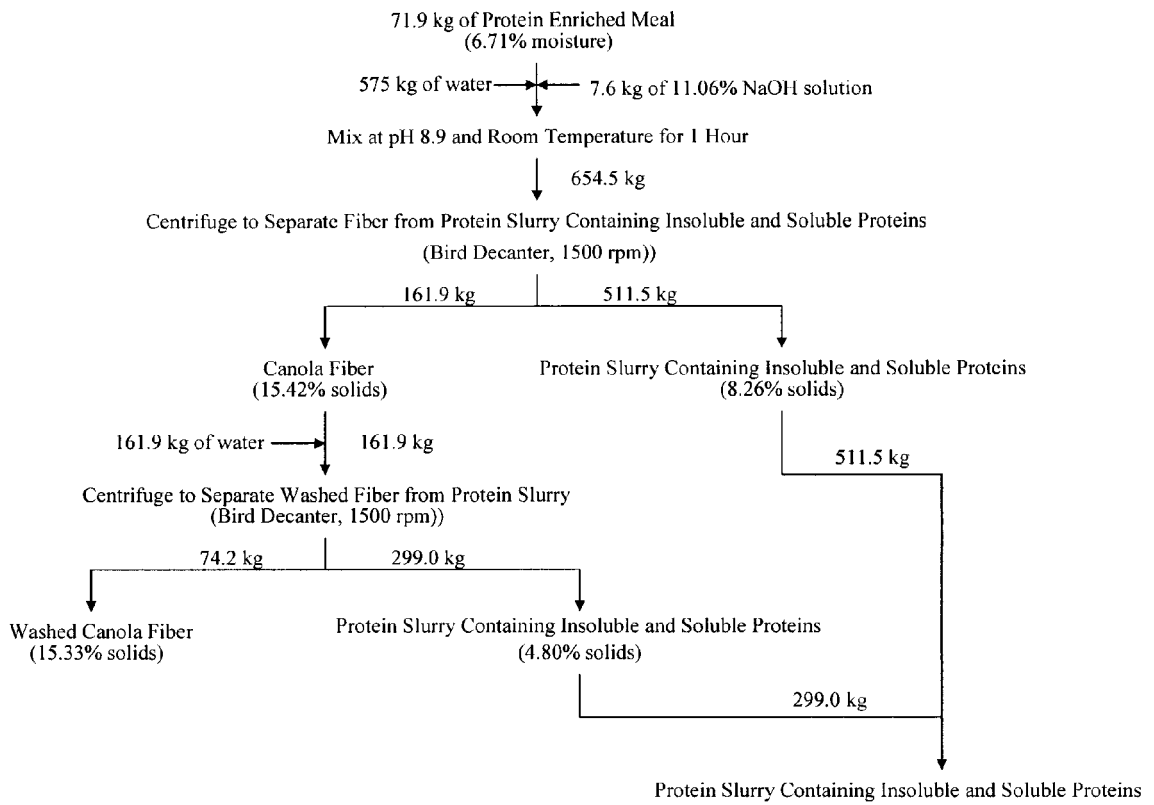 71.9 kg of Protein Enriched Meal
(6.71% moisture)
575 kg of water
7.6 kg of 11.06% NaOH solution
Mix at pH 8.9 and Room Temperature for 1 Hour
654.5 kg
Centrifuge to Separate Fiber from Protein Slurry Containing Insoluble and Soluble Proteins
(Bird Decanter, 1500 rpm))
161.9 kg
511.5 kg
Canola Fiber
(15.42% solids)
Protein Slurry Containing Insoluble and Soluble Proteins
(8.26% solids)
161.9 kg of water
161.9 kg
511.5 kg
Centrifuge to Separate Washed Fiber from Protein Slurry
(Bird Decanter, 1500 rpm))
74.2 kg
299.0 kg
Washed Canola Fiber
(15.33% solids)
Protein Slurry Containing Insoluble and Soluble Proteins
(4.80% solids)
299.0 kg
Protein Slurry Containing Insoluble and Soluble Proteins